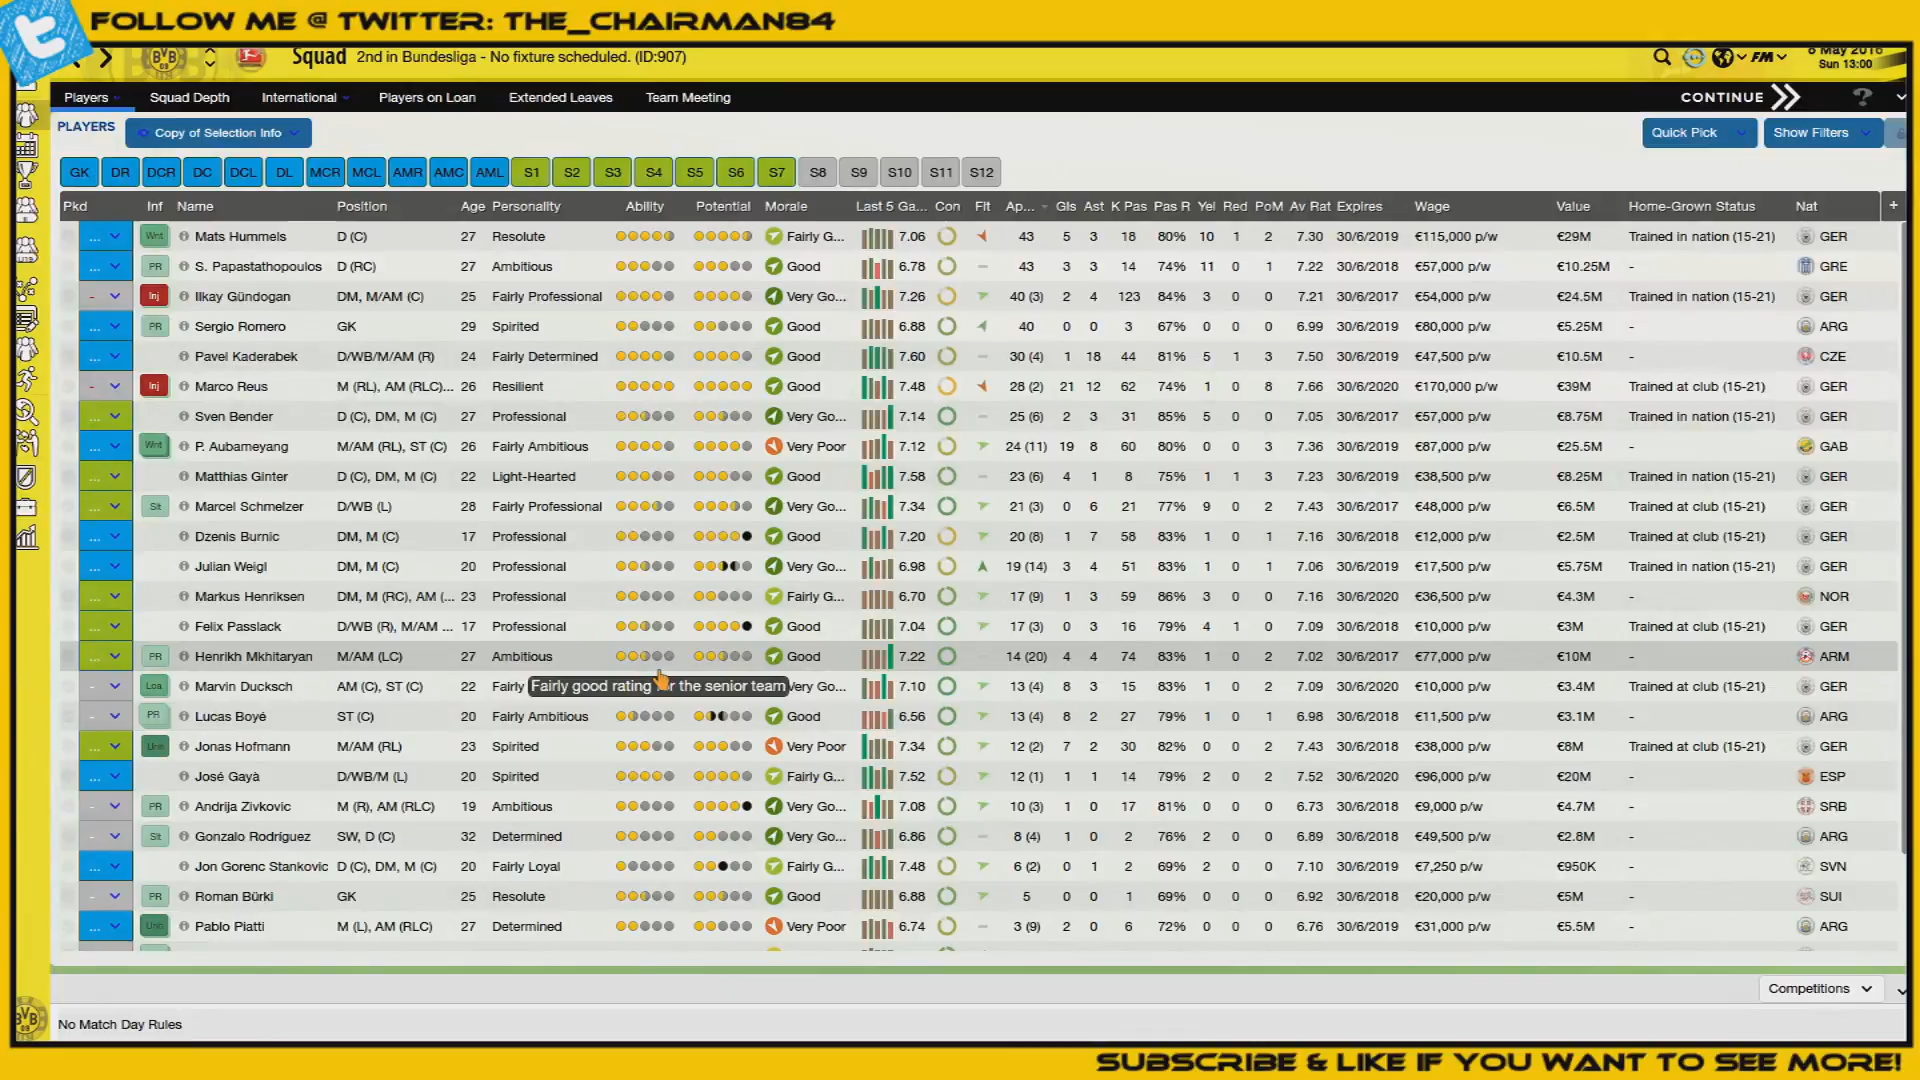 FOLLOW ME @ TWITTER: THE_CHAIRMAN84
Squad 2nd in Bundesliga - No fixture scheduled. (ID:907) FM 6 May 2016
Sun 13:00
Players Squad Depth International Players on Loan Extended Leaves Team Meeting CONTINUE ?
PLAYERS Copy of Selection Info Quick Pick Show Filters
GK DR DCR DC DCL DL MCR MCL AMR AMC AML S1 S2 S3 S4 S5 S6 S7 S8 S9 S10 S11 S12
Pkd Inf Name Position Age Personality Ability Potential Morale Last 5 Ga... Con Fit Ap... Gls Ast K Pas Pas R Yel Red PoM Av Rat Expires Wage Value Home-Grown Status Nat +
... Wnt Mats Hummels D (C) 27 Resolute Fairly G... 7.06 43 5 3 18 80% 10 1 2 7.30 30/6/2019 €115,000 p/w €29M Trained in nation (15-21) GER
... PR S. Papastathopoulos D (RC) 27 Ambitious Good 6.78 - 43 3 3 14 74% 11 0 1 7.22 30/6/2018 €57,000 p/w €10.25M - GRE
- Inj Ilkay Gündogan DM, M/AM (C) 25 Fairly Professional Very Go... 7.26 40 (3) 2 4 123 84% 3 0 0 7.21 30/6/2017 €54,000 p/w €24.5M Trained in nation (15-21) GER
... PR Sergio Romero GK 29 Spirited Good 6.88 40 0 0 3 67% 0 0 0 6.99 30/6/2019 €80,000 p/w €5.25M - ARG
... Pavel Kaderabek D/WB/M/AM (R) 24 Fairly Determined Good 7.60 - 30 (4) 1 18 44 81% 5 1 3 7.50 30/6/2019 €47,500 p/w €10.5M - CZE
- Inj Marco Reus M (RL), AM (RLC)... 26 Resilient Good 7.48 28 (2) 21 12 62 74% 1 0 8 7.66 30/6/2020 €170,000 p/w €39M Trained at club (15-21) GER
... Sven Bender D (C), DM, M (C) 27 Professional Very Go... 7.14 - 25 (6) 2 3 31 85% 5 0 0 7.05 30/6/2017 €57,000 p/w €8.75M Trained in nation (15-21) GER
... Wnt P. Aubameyang M/AM (RL), ST (C) 26 Fairly Ambitious Very Poor 7.12 24 (11) 19 8 60 80% 0 0 3 7.36 30/6/2019 €87,000 p/w €25.5M - GAB
... Matthias Ginter D (C), DM, M (C) 22 Light-Hearted Good 7.58 - 23 (6) 4 1 8 75% 1 1 3 7.23 30/6/2019 €38,500 p/w €8.25M Trained in nation (15-21) GER
... Slt Marcel Schmelzer D/WB (L) 28 Fairly Professional Very Go... 7.34 21 (3) 0 6 21 77% 9 0 2 7.43 30/6/2017 €48,000 p/w €6.5M Trained at club (15-21) GER
... Dzenis Burnic DM, M (C) 17 Professional Good 7.20 20 (8) 1 7 58 83% 1 0 1 7.16 30/6/2018 €12,000 p/w €2.5M Trained at club (15-21) GER
... Julian Weigl DM, M (C) 20 Professional Very Go... 6.98 19 (14) 3 4 51 83% 1 0 1 7.06 30/6/2019 €17,500 p/w €5.75M Trained in nation (15-21) GER
... Markus Henriksen DM, M (RC), AM (... 23 Professional Fairly G... 6.70 17 (9) 1 3 59 86% 3 0 0 7.16 30/6/2020 €36,500 p/w €4.3M - NOR
... Felix Passlack D/WB (R), M/AM ... 17 Professional Good 7.04 17 (3) 0 3 16 79% 4 1 0 7.09 30/6/2018 €10,000 p/w €3M Trained at club (15-21) GER
... PR Henrikh Mkhitaryan M/AM (LC) 27 Ambitious Good 7.22 14 (20) 4 4 74 83% 1 0 2 7.02 30/6/2017 €77,000 p/w €10M - ARM
- Loa Marvin Ducksch AM (C), ST (C) 22 Fairly Very Go... 7.10 13 (4) 8 3 15 83% 1 0 2 7.09 30/6/2018 €10,000 p/w €3.4M Trained at club (15-21) GER
Fairly good rating for the senior team
- PR Lucas Boyé ST (C) 20 Fairly Ambitious Good 6.56 13 (4) 8 2 27 79% 1 0 1 6.98 30/6/2018 €11,500 p/w €3.1M - ARG
... Unh Jonas Hofmann M/AM (RL) 23 Spirited Very Poor 7.34 12 (2) 7 2 30 82% 0 0 2 7.43 30/6/2018 €38,000 p/w €8M Trained at club (15-21) GER
... José Gayà D/WB/M (L) 20 Spirited Fairly G... 7.52 12 (1) 1 1 14 79% 2 0 2 7.52 30/6/2020 €96,000 p/w €20M - ESP
- PR Andrija Zivkovic M (R), AM (RLC) 19 Ambitious Very Go... 7.08 10 (3) 1 0 17 81% 0 0 0 6.73 30/6/2018 €9,000 p/w €4.7M - SRB
- Slt Gonzalo Rodríguez SW, D (C) 32 Determined Very Go... 6.86 - 8 (4) 1 0 2 76% 2 0 0 6.89 30/6/2018 €49,500 p/w €2.8M - ARG
... Jon Gorenc Stankovic D (C), DM, M (C) 20 Fairly Loyal Fairly G... 7.48 6 (2) 0 1 2 69% 2 0 0 7.10 30/6/2019 €7,250 p/w €950K - SVN
- PR Roman Bürki GK 25 Resolute Good 6.88 5 0 0 1 69% 0 0 0 6.92 30/6/2018 €20,000 p/w €5M - SUI
... Unh Pablo Piatti M (L), AM (RLC) 27 Determined Very Poor 6.74 - 3 (9) 2 0 6 72% 0 0 0 6.76 30/6/2019 €31,000 p/w €5.5M - ARG
Competitions
No Match Day Rules
SUBSCRIBE & LIKE IF YOU WANT TO SEE MORE!